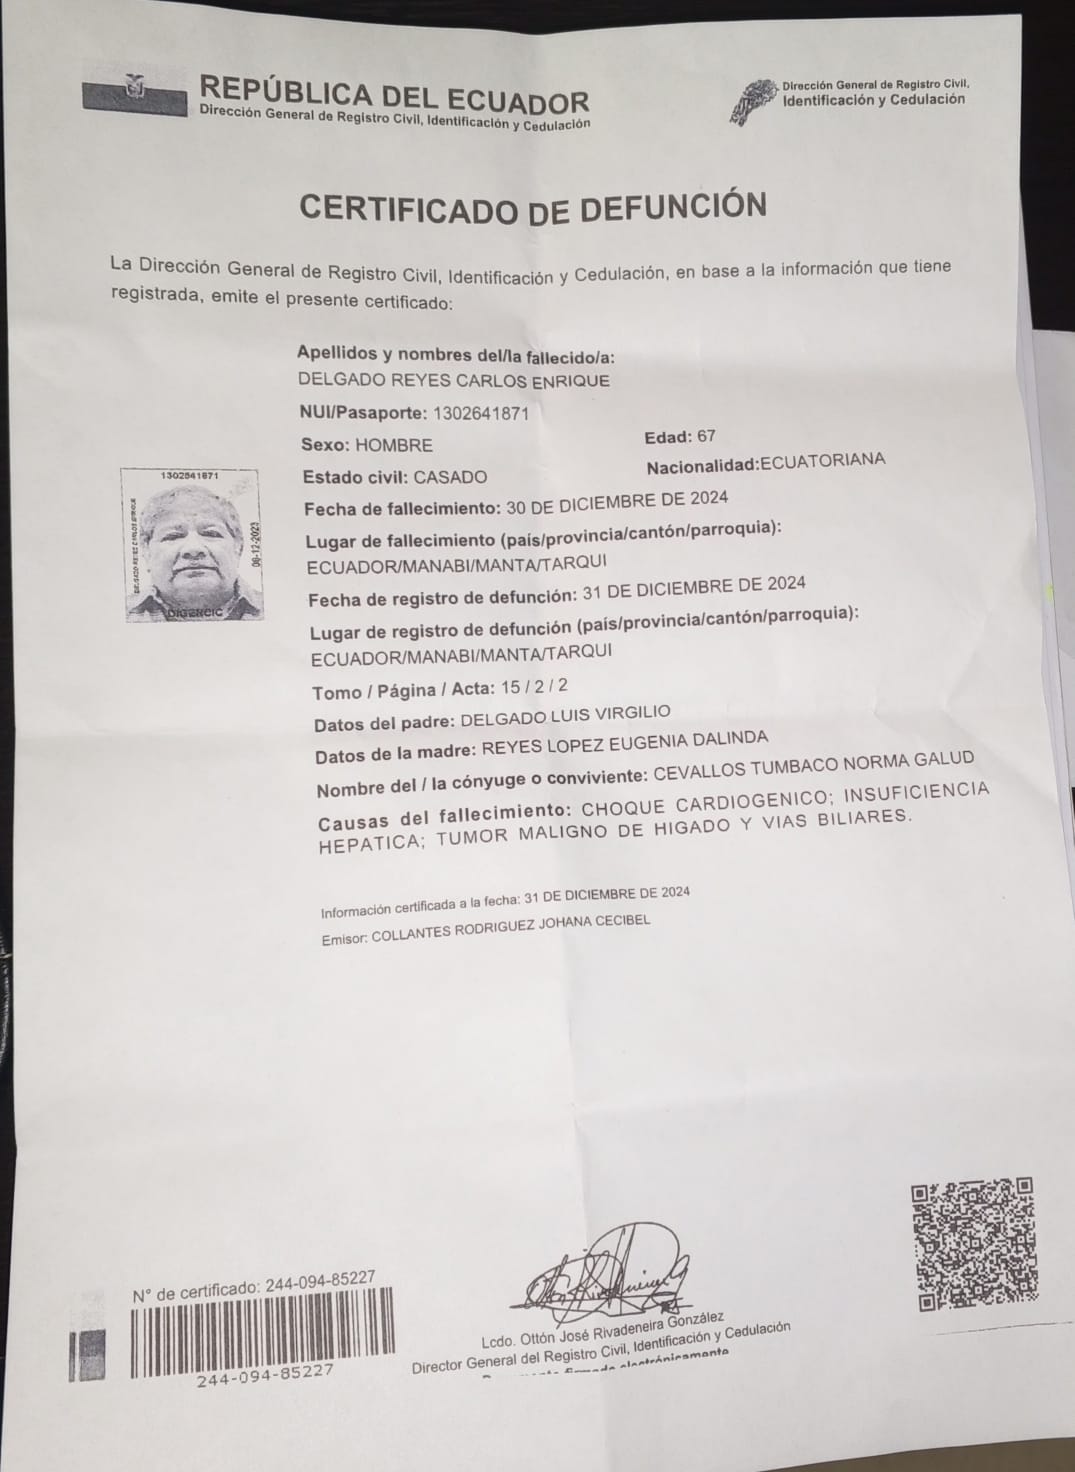 REPÚBLICA DEL ECUADOR
Dirección General de Registro Civil, Identificación y Cedulación
Dirección General de Registro Civil,
Identificación y Cedulación
CERTIFICADO DE DEFUNCIÓN
La Dirección General de Registro Civil, Identificación y Cedulación, en base a la información que tiene
registrada, emite el presente certificado:
Apellidos y nombres del/la fallecido/a:
DELGADO REYES CARLOS ENRIQUE
NUI/Pasaporte: 1302641871
Sexo: HOMBRE
Edad: 67
Estado civil: CASADO
Nacionalidad:ECUATORIANA
1302641871
DELGADO REYES CARLOS ENRIQUE
06-12-2023
DIGERCIC
Fecha de fallecimiento: 30 DE DICIEMBRE DE 2024
Lugar de fallecimiento (país/provincia/cantón/parroquia):
ECUADOR/MANABI/MANTA/TARQUI
Fecha de registro de defunción: 31 DE DICIEMBRE DE 2024
Lugar de registro de defunción (país/provincia/cantón/parroquia):
ECUADOR/MANABI/MANTA/TARQUI
Tomo / Página / Acta: 15 / 2 / 2
Datos del padre: DELGADO LUIS VIRGILIO
Datos de la madre: REYES LOPEZ EUGENIA DALINDA
Nombre del / la cónyuge o conviviente: CEVALLOS TUMBACO NORMA GALUD
Causas del fallecimiento: CHOQUE CARDIOGENICO; INSUFICIENCIA
HEPATICA; TUMOR MALIGNO DE HIGADO Y VIAS BILIARES.
Información certificada a la fecha: 31 DE DICIEMBRE DE 2024
Emisor: COLLANTES RODRIGUEZ JOHANA CECIBEL
N° de certificado: 244-094-85227
244-094-85227
Lcdo. Ottón José Rivadeneira González
Director General del Registro Civil, Identificación y Cedulación
electrónicamente